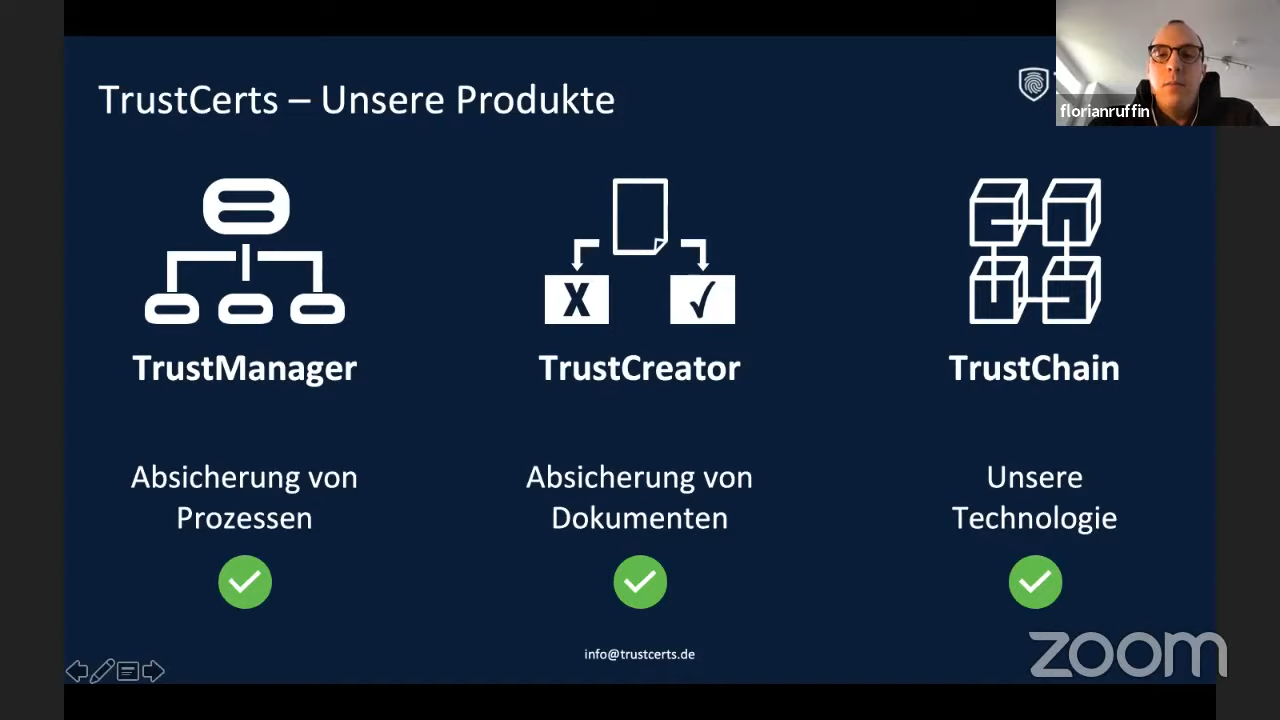 TrustCerts – Unsere Produkte
florianruffin
X
TrustManager
TrustCreator
TrustChain
Absicherung von
Prozessen
Absicherung von
Dokumenten
Unsere
Technologie
info@trustcerts.de
zoom